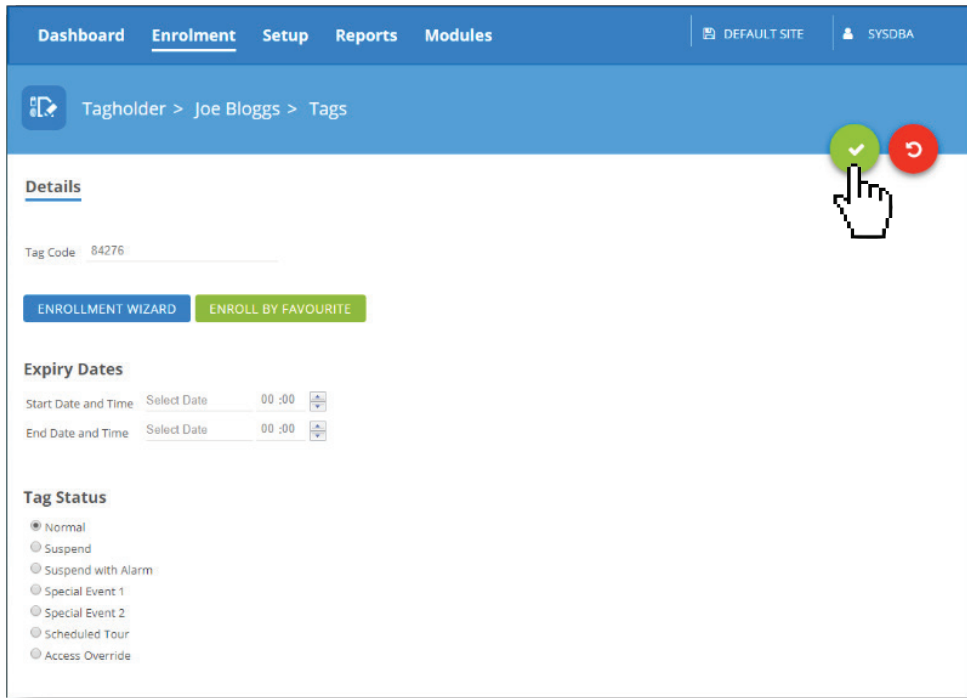 Dashboard Enrolment Setup Reports Modules DEFAULT SITE SYSDBA
Tagholder > Joe Bloggs > Tags
Details
Tag Code 84276
ENROLLMENT WIZARD ENROLL BY FAVOURITE
Expiry Dates
Start Date and Time Select Date 00 :00
End Date and Time Select Date 00 :00
Tag Status
Normal
Suspend
Suspend with Alarm
Special Event 1
Special Event 2
Scheduled Tour
Access Override